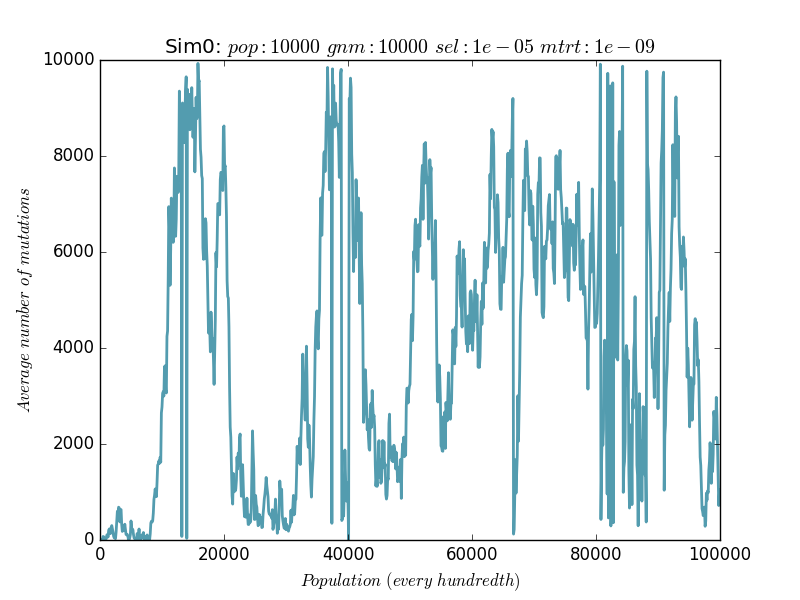 Sim0: pop : 10000 gnm : 10000 sel : 1e − 05 mtrt : 1e − 09
10000
8000
6000
4000
2000
0
Average number of mutations
0 20000 40000 60000 80000 100000
Population (every hundredth)